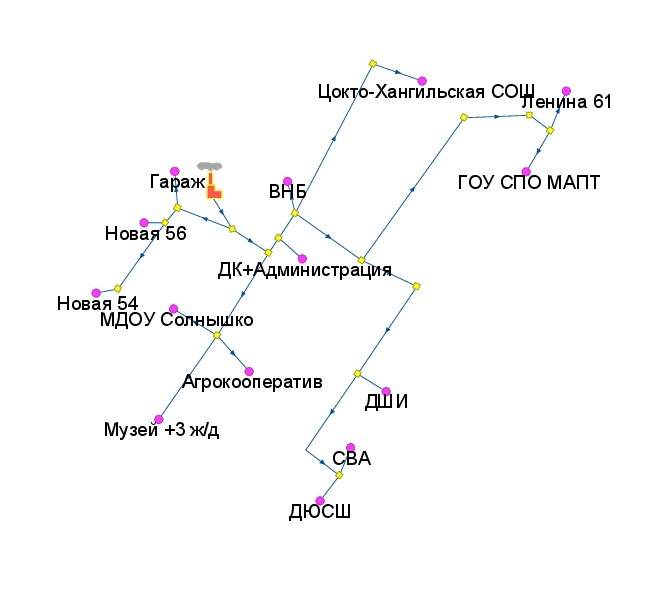 Цокто-Хангильская СОШ
Ленина 61
Гараж
ВНБ
ГОУ СПО МАПТ
Новая 56
ДК+Администрация
Новая 54
МДОУ Солнышко
Агрокооператив
ДШИ
Музей +3 ж/д
СВА
ДЮСШ